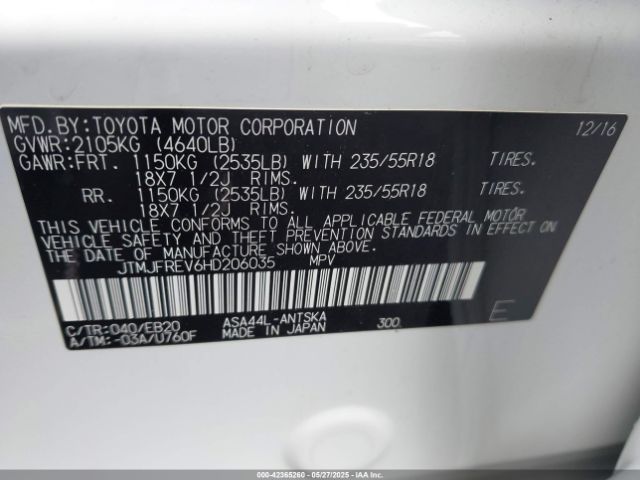 MFD.BY:TOYOTA MOTOR CORPORATION 12/16
GVWR:2105KG (4640LB)
GAWR:FRT. 1150KG (2535LB) WITH 235/55R18 TIRES.
18X7 1/2J RIMS.
RR. 1150KG (2535LB) WITH 235/55R18 TIRES.
18X7 1/2J RIMS.
THIS VEHICLE CONFORMS TO ALL APPLICABLE FEDERAL MOTOR
VEHICLE SAFETY AND THEFT PREVENTION STANDARDS IN EFFECT ON
THE DATE OF MANUFACTURE SHOWN ABOVE.
JTMJFREV6HD206035 MPV
C/TR:040/EB20 ASA44L-ANTSKA 300
A/TM:-03A/U760F MADE IN JAPAN E
000-42365260 - 05/27/2025 - IAAI.COM